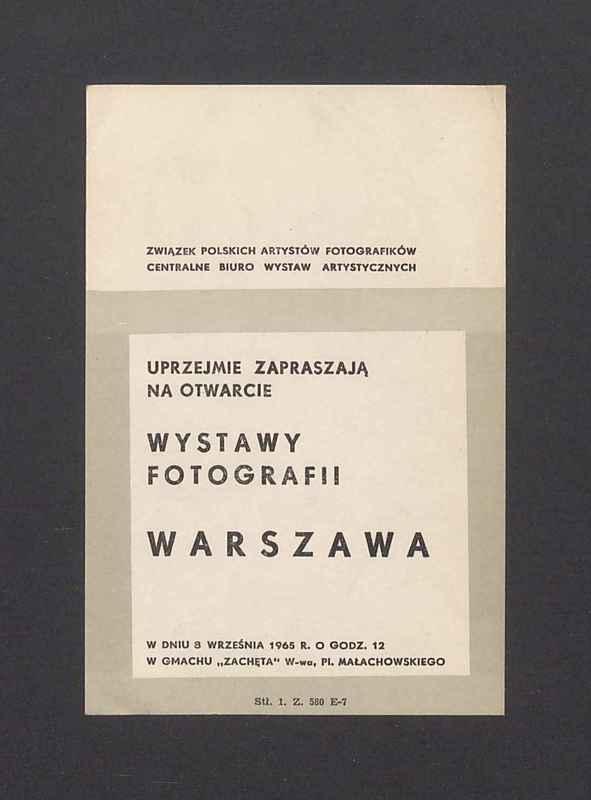 ZWIĄZEK POLSKICH ARTYSTÓW FOTOGRAFIKÓW
CENTRALNE BIURO WYSTAW ARTYSTYCZNYCH
UPRZEJMIE ZAPRASZAJĄ
NA OTWARCIE
WYSTAWY
FOTOGRAFII
WARSZAWA
W DNIU 8 WRZEŚNIA 1965 R. O GODZ. 12
W GMACHU „ZACHĘTA" W-wa, Pl. MAŁACHOWSKIEGO
Stł. 1. Z. 580 E-7